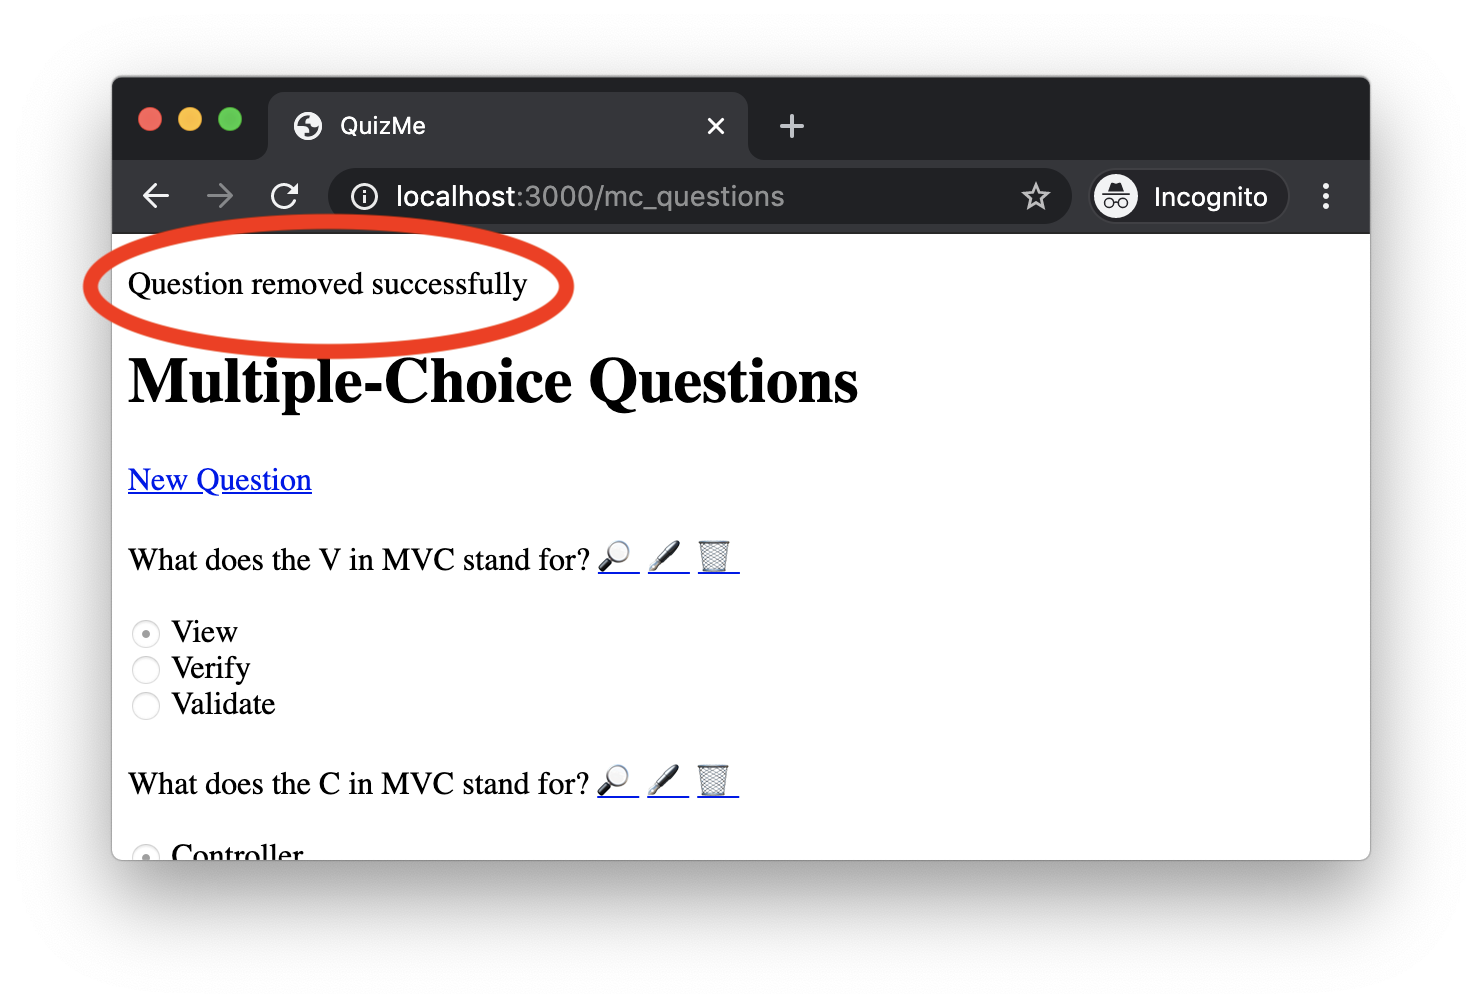 QuizMe
localhost:3000/mc_questions
Incognito
Question removed successfully
Multiple-Choice Questions
New Question
What does the V in MVC stand for?
View
Verify
Validate
What does the C in MVC stand for?
Controller